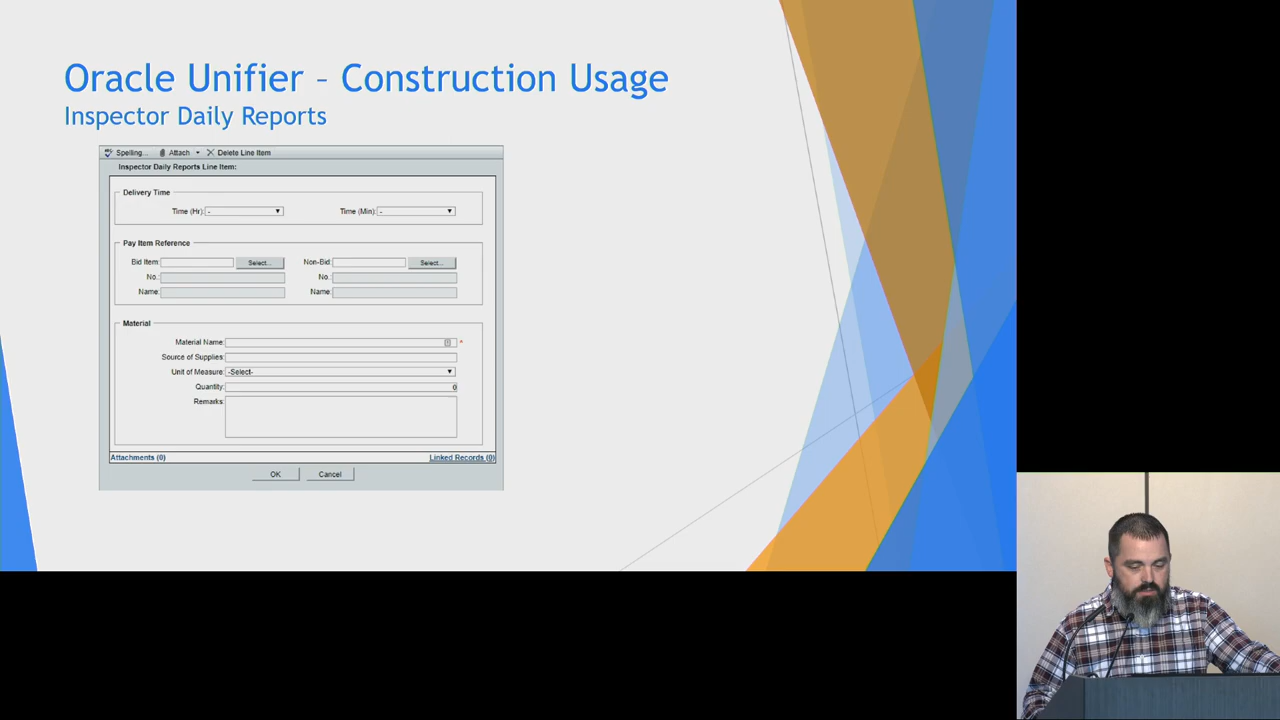 Oracle Unifier – Construction Usage
Inspector Daily Reports
Spelling... Attach Delete Line Item
Inspector Daily Reports Line Item:
Delivery Time
Time (Hr): - Time (Min): -
Pay Item Reference
Bid Item: Select... Non-Bid: Select...
No.: No.:
Name: Name:
Material
Material Name: *
Source of Supplies:
Unit of Measure: -Select-
Quantity: 0
Remarks:
Attachments (0) Linked Records (0)
OK Cancel